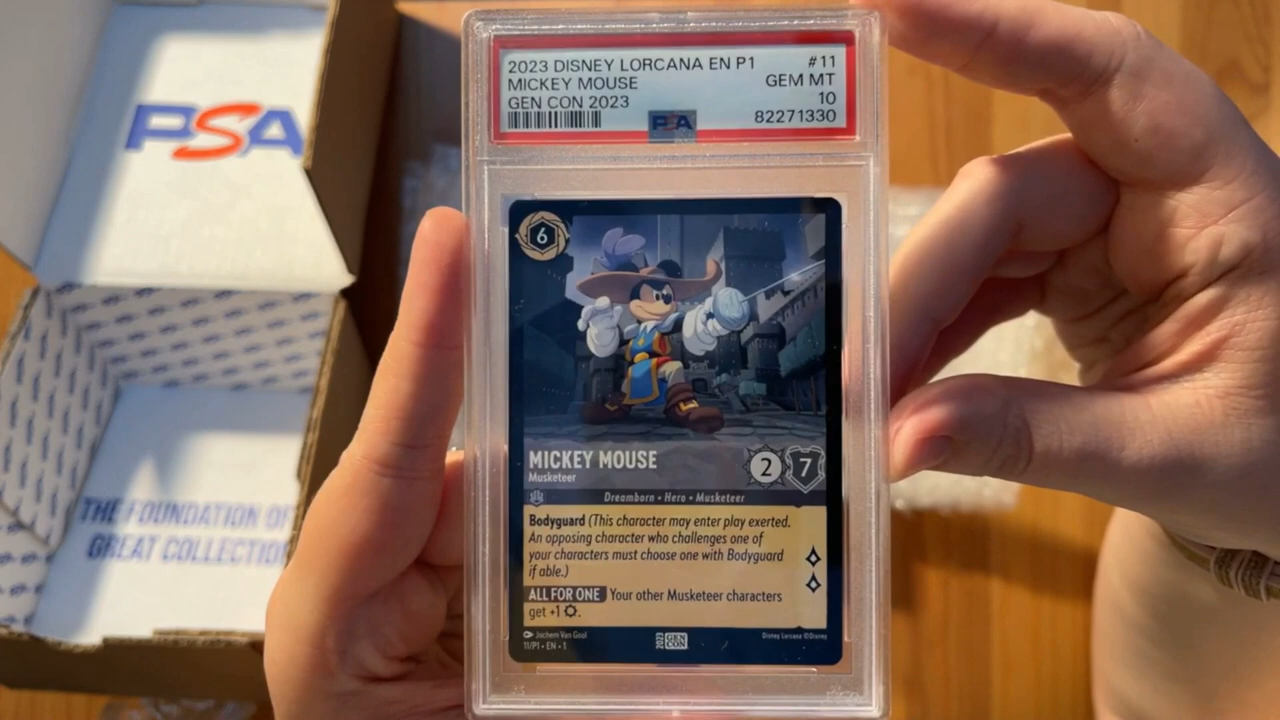 PSA
THE FOUNDATION OF
GREAT COLLECTION
2023 DISNEY LORCANA EN P1 #11
MICKEY MOUSE GEM MT
GEN CON 2023 10
PSA 82271330
6
MICKEY MOUSE
Musketeer
2 7
Dreamborn • Hero • Musketeer
Bodyguard (This character may enter play exerted.
An opposing character who challenges one of
your characters must choose one with Bodyguard
if able.)
ALL FOR ONE Your other Musketeer characters
get +1 .
Jochem Van Gool
11/P1 • EN • 1
2023 GEN CON
Disney Lorcana ©Disney